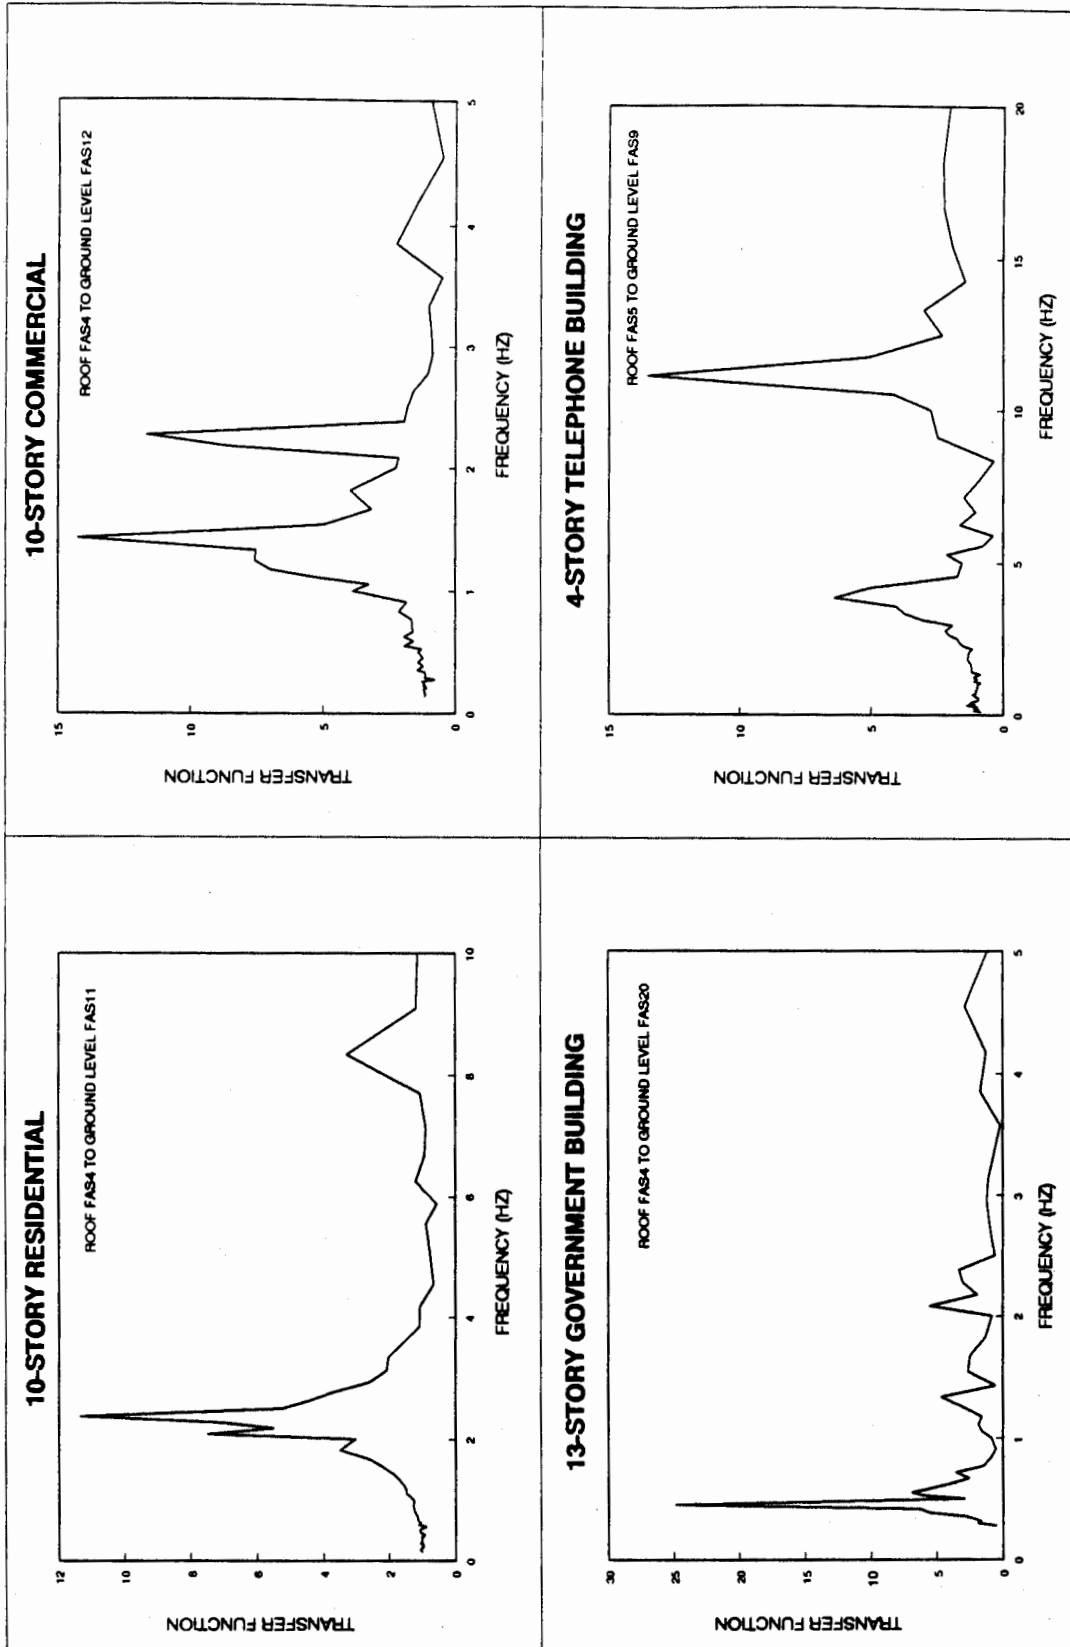 10-STORY RESIDENTIAL
ROOF FAS4 TO GROUND LEVEL FAS11
TRANSFER FUNCTION
12
10
8
6
4
2
0
0
2
4
6
8
10
FREQUENCY (HZ)
10-STORY COMMERCIAL
ROOF FAS4 TO GROUND LEVEL FAS12
TRANSFER FUNCTION
15
10
5
0
0
1
2
3
4
5
FREQUENCY (HZ)
13-STORY GOVERNMENT BUILDING
ROOF FAS4 TO GROUND LEVEL FAS20
TRANSFER FUNCTION
30
25
20
15
10
5
0
0
1
2
3
4
5
FREQUENCY (HZ)
4-STORY TELEPHONE BUILDING
ROOF FAS5 TO GROUND LEVEL FAS9
TRANSFER FUNCTION
15
10
5
0
0
5
10
15
20
FREQUENCY (HZ)